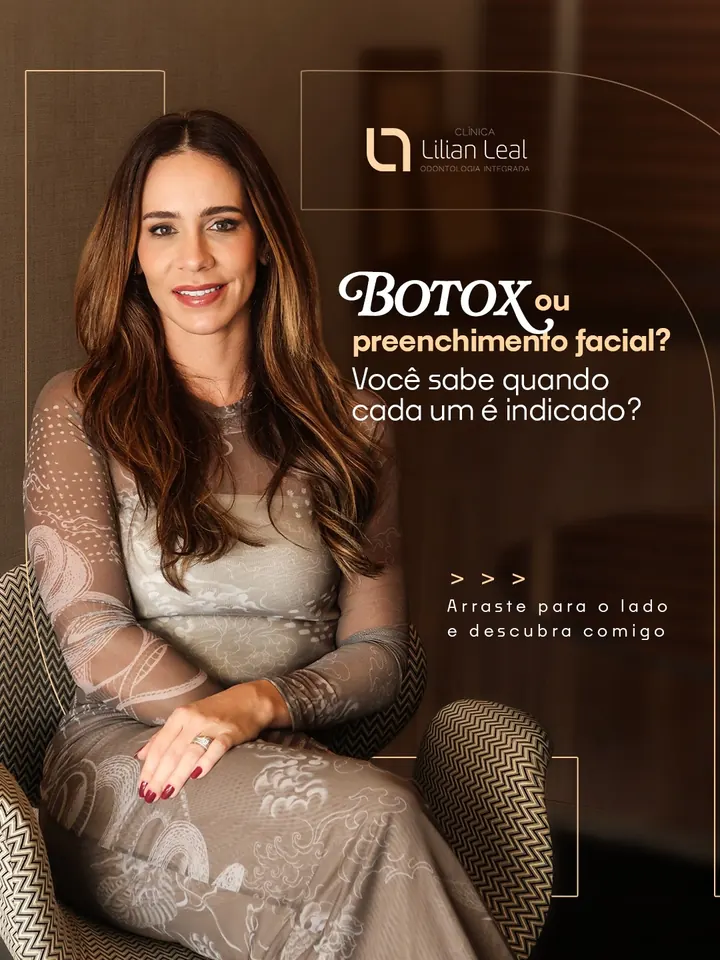 CLÍNICA
Lilian Leal
ODONTOLOGIA INTEGRADA
BOTOX ou
preenchimento facial?
Você sabe quando
cada um é indicado?
> > >
Arraste para o lado
e descubra comigo